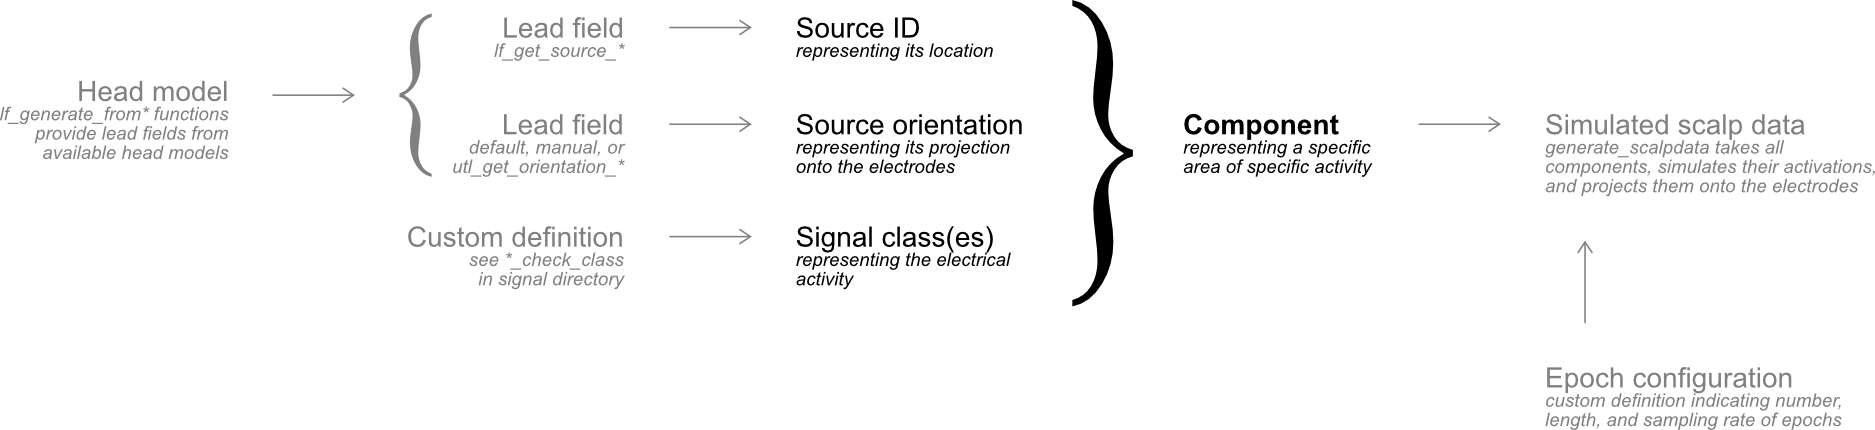 Head model
lf_generate_from* functions
provide lead fields from
available head models
Lead field
lf_get_source_*
Lead field
default, manual, or
utl_get_orientation_*
Custom definition
see *_check_class
in signal directory
Source ID
representing its location
Source orientation
representing its projection
onto the electrodes
Signal class(es)
representing the electrical
activity
Component
representing a specific
area of specific activity
Simulated scalp data
generate_scalpdata takes all
components, simulates their activations,
and projects them onto the electrodes
Epoch configuration
custom definition indicating number,
length, and sampling rate of epochs